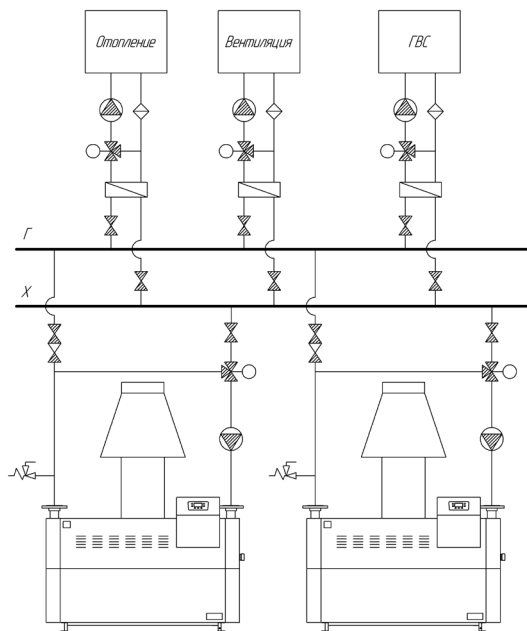 Отопление
Вентиляция
ГВС
Г
Х